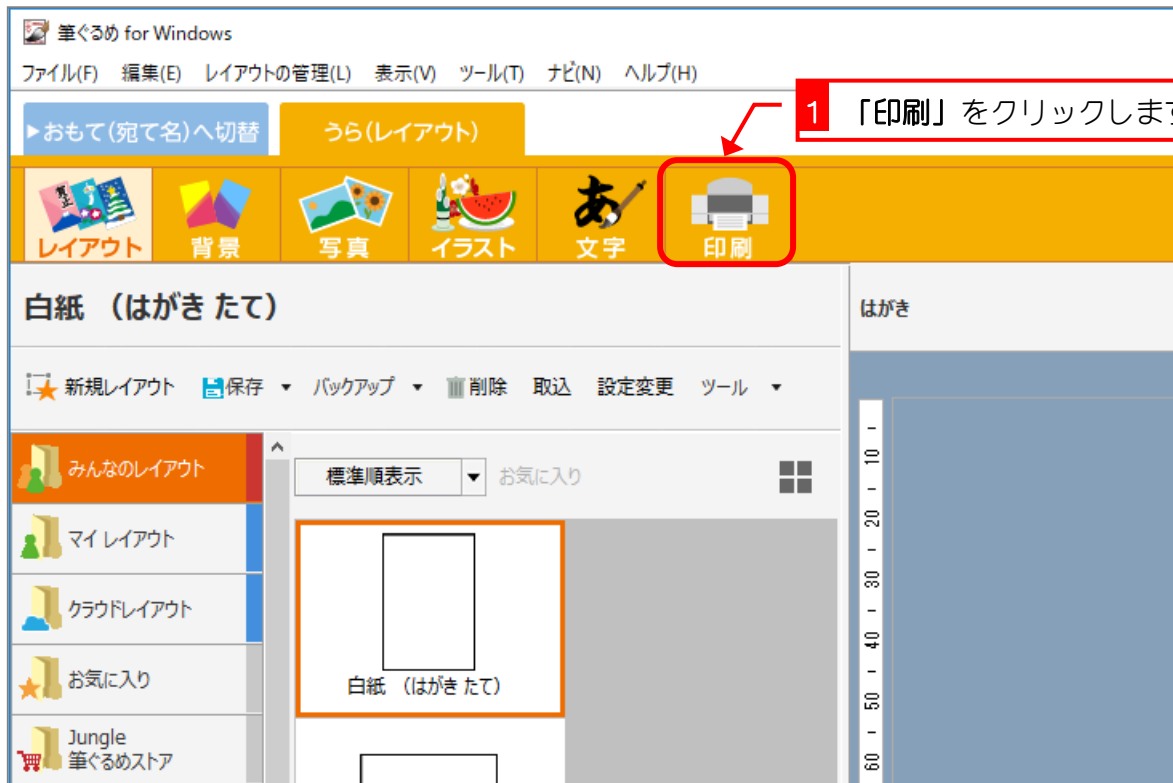 筆ぐるめ for Windows
ファイル(F) 編集(E) レイアウトの管理(L) 表示(V) ツール(T) ナビ(N) ヘルプ(H)
1 「印刷」をクリックします
▶おもて(宛て名)へ切替 うら(レイアウト)
レイアウト 背景 写真 イラスト 文字 印刷
白紙 (はがき たて)
はがき
新規レイアウト 保存 ▼ バックアップ ▼ 削除 取込 設定変更 ツール ▼
みんなのレイアウト
標準順表示 ▼ お気に入り
マイ レイアウト
クラウドレイアウト
お気に入り
白紙 (はがき たて)
Jungle
筆ぐるめストア
10
20
30
40
50
60